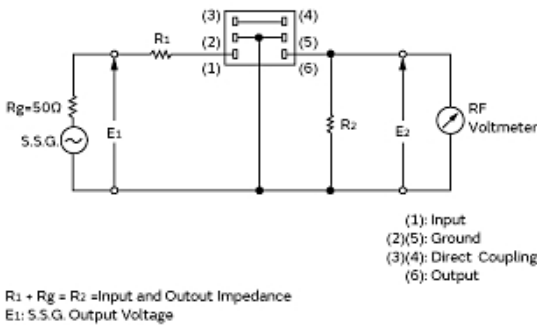 (3)
(4)
R1
(2)
(5)
(1)
(6)
Rg=50Ω
S.S.G.
E1
R2
E2
RF
Voltmeter
(1): Input
(2)(5): Ground
(3)(4): Direct Coupling
(6): Output
R1 + Rg = R2 =Input and Outout Impedance
E1: S.S.G. Output Voltage